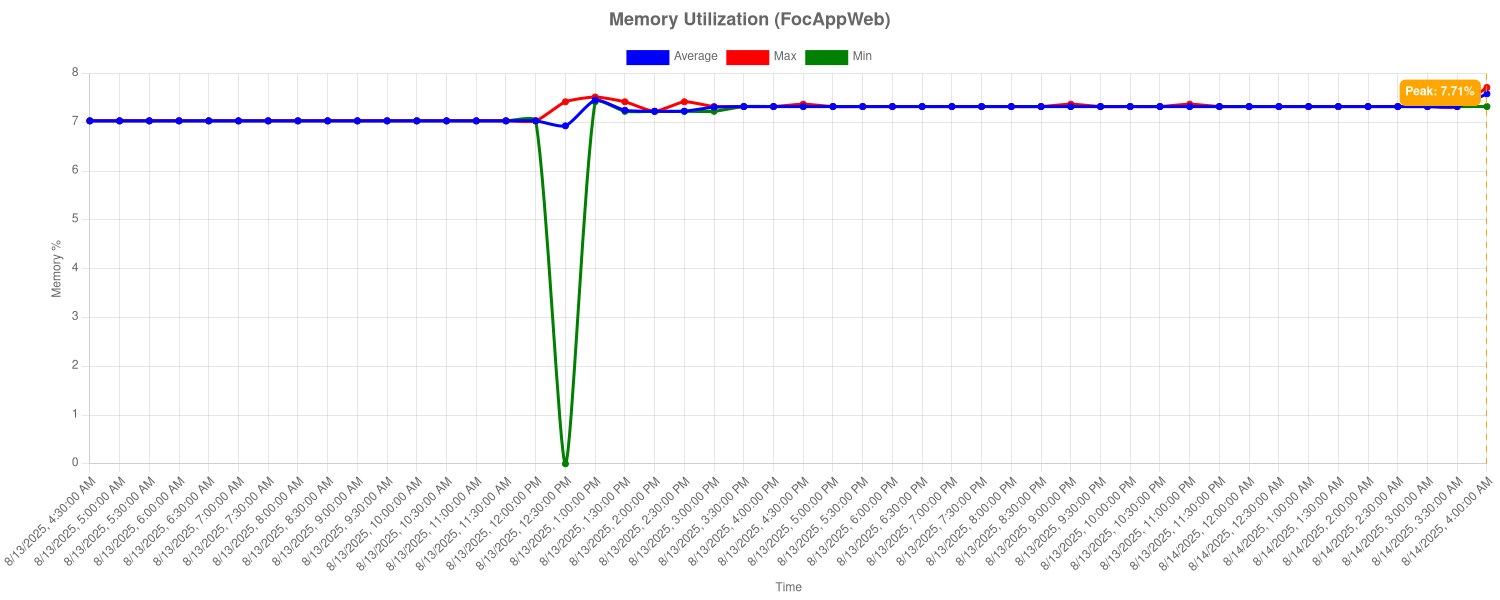 Memory Utilization (FocAppWeb)
Average Max Min
8
7
6
5
4
3
2
1
0
Memory %
Peak: 7.71%
8/13/2025, 4:30:00 AM
8/13/2025, 5:00:00 AM
8/13/2025, 5:30:00 AM
8/13/2025, 6:00:00 AM
8/13/2025, 6:30:00 AM
8/13/2025, 7:00:00 AM
8/13/2025, 7:30:00 AM
8/13/2025, 8:00:00 AM
8/13/2025, 8:30:00 AM
8/13/2025, 9:00:00 AM
8/13/2025, 9:30:00 AM
8/13/2025, 10:00:00 AM
8/13/2025, 10:30:00 AM
8/13/2025, 11:00:00 AM
8/13/2025, 11:30:00 AM
8/13/2025, 12:00:00 PM
8/13/2025, 12:30:00 PM
8/13/2025, 1:00:00 PM
8/13/2025, 1:30:00 PM
8/13/2025, 2:00:00 PM
8/13/2025, 2:30:00 PM
8/13/2025, 3:00:00 PM
8/13/2025, 3:30:00 PM
8/13/2025, 4:00:00 PM
8/13/2025, 4:30:00 PM
8/13/2025, 5:00:00 PM
8/13/2025, 5:30:00 PM
8/13/2025, 6:00:00 PM
8/13/2025, 6:30:00 PM
8/13/2025, 7:00:00 PM
8/13/2025, 7:30:00 PM
8/13/2025, 8:00:00 PM
8/13/2025, 8:30:00 PM
8/13/2025, 9:00:00 PM
8/13/2025, 9:30:00 PM
8/13/2025, 10:00:00 PM
8/13/2025, 10:30:00 PM
8/13/2025, 11:00:00 PM
8/13/2025, 11:30:00 PM
8/14/2025, 12:00:00 AM
8/14/2025, 12:30:00 AM
8/14/2025, 1:00:00 AM
8/14/2025, 1:30:00 AM
8/14/2025, 2:00:00 AM
8/14/2025, 2:30:00 AM
8/14/2025, 3:00:00 AM
8/14/2025, 3:30:00 AM
8/14/2025, 4:00:00 AM
Time